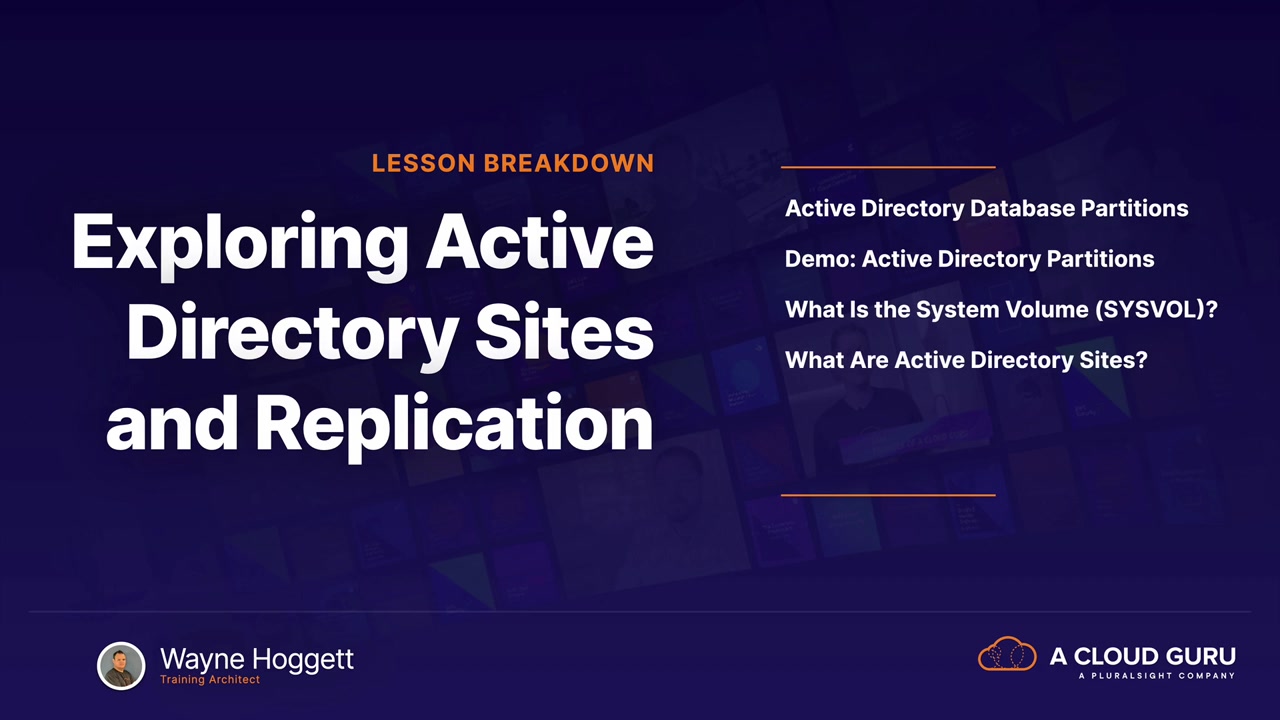 LESSON BREAKDOWN
Exploring Active
Directory Sites
and Replication
Active Directory Database Partitions
Demo: Active Directory Partitions
What Is the System Volume (SYSVOL)?
What Are Active Directory Sites?
Wayne Hoggett
Training Architect
A CLOUD GURU
A PLURALSIGHT COMPANY